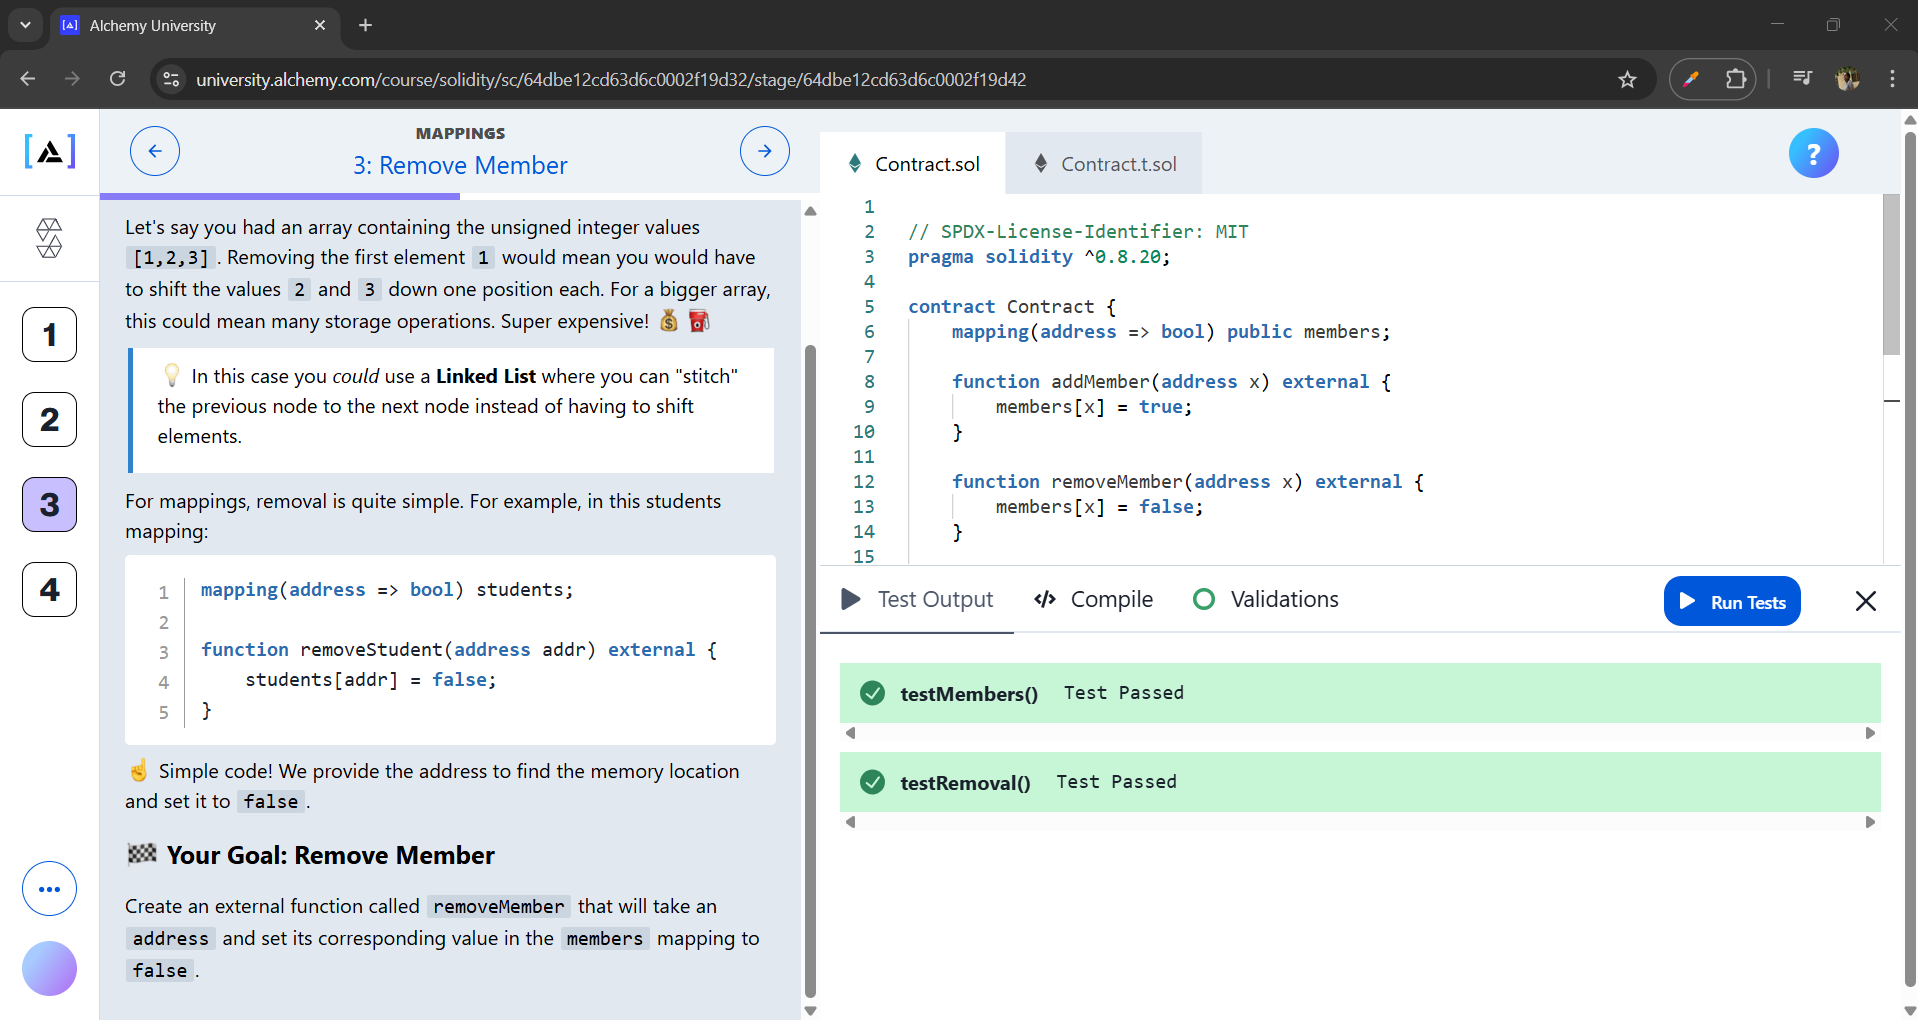 Alchemy University
university.alchemy.com/course/solidity/sc/64dbe12cd63d6c0002f19d32/stage/64dbe12cd63d6c0002f19d42
MAPPINGS
3: Remove Member
1
2
3
4
Let's say you had an array containing the unsigned integer values
[1,2,3] . Removing the first element 1 would mean you would have
to shift the values 2 and 3 down one position each. For a bigger array,
this could mean many storage operations. Super expensive! 💰 ⛽
💡 In this case you could use a Linked List where you can "stitch"
the previous node to the next node instead of having to shift
elements.
For mappings, removal is quite simple. For example, in this students
mapping:
1 mapping(address => bool) students;
2
3 function removeStudent(address addr) external {
4 students[addr] = false;
5 }
☝️ Simple code! We provide the address to find the memory location
and set it to false .
🏁 Your Goal: Remove Member
Create an external function called removeMember that will take an
address and set its corresponding value in the members mapping to
false .
Contract.sol
Contract.t.sol
?
1
2 // SPDX-License-Identifier: MIT
3 pragma solidity ^0.8.20;
4
5 contract Contract {
6 mapping(address => bool) public members;
7
8 function addMember(address x) external {
9 members[x] = true;
10 }
11
12 function removeMember(address x) external {
13 members[x] = false;
14 }
15
Test Output
Compile
Validations
Run Tests
testMembers() Test Passed
testRemoval() Test Passed